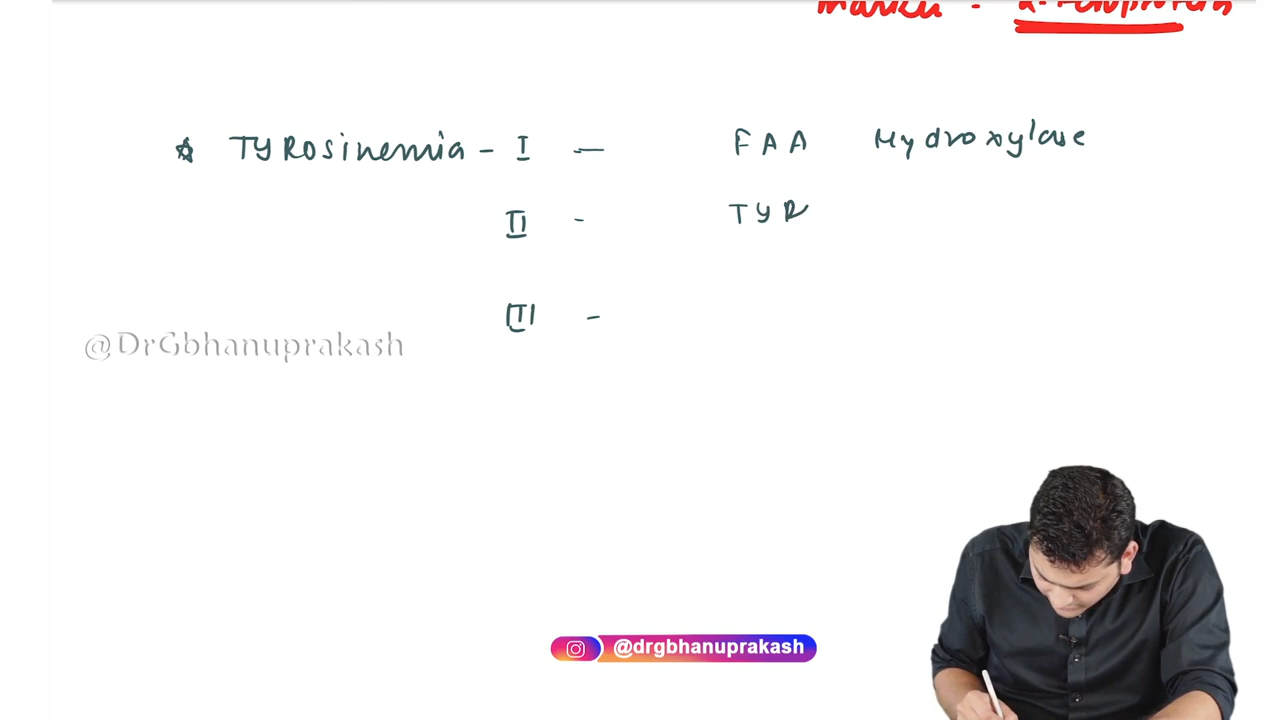 ☆ TYROsinemia - I — FAA Hydroxylase
II - TYR
III -
@DrGbhanuprakash
@drgbhanuprakash